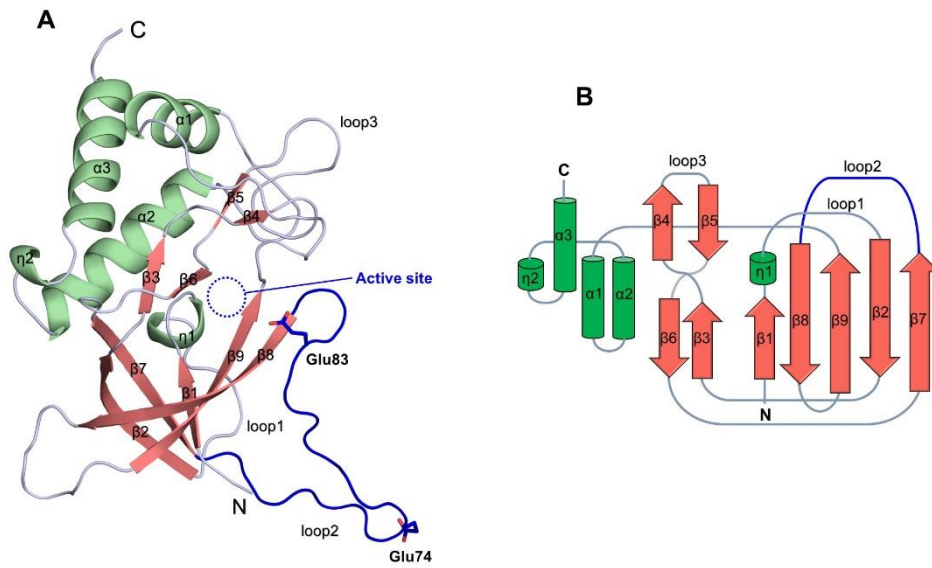 A
C
α1
loop3
α3
β5
α2
β4
η2
β3
β6
Active site
η1
Glu83
β9
β8
β7
β1
loop1
β2
N
loop2
Glu74
B
loop3
loop2
C
loop1
β4
β5
α3
η2
η1
α1
α2
β6
β3
β1
β8
β9
β2
β7
N